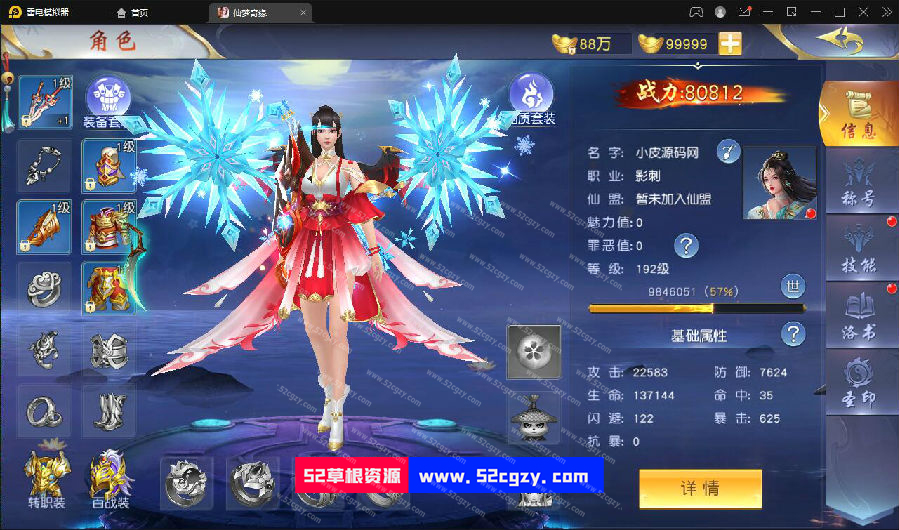 雷电模拟器
首页
仙梦奇缘
角色
88万
99999
战力:80812
信息
称号
技能
洛书
圣印
1级
+1
1级
1级
1级
装备套装
名 字: 小皮源码网
职 业: 影刺
仙 盟: 暂未加入仙盟
魅力值: 0
罪恶值: 0
等 级: 192级
世
9846051 (57%)
基础属性
攻 击: 22583
防 御: 7624
生 命: 137144
命 中: 35
闪 避: 122
暴 击: 625
抗 暴: 0
详情
转职装
百战装
52草根资源
www.52cgzy.com